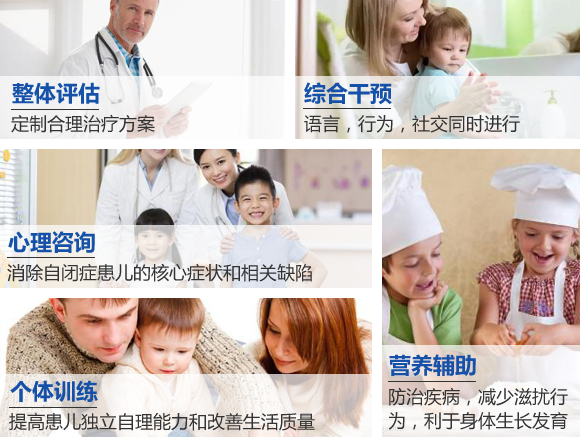 整体评估
定制合理治疗方案
综合干预
语言，行为，社交同时进行
心理咨询
消除自闭症患儿的核心症状和相关缺陷
个体训练
提高患儿独立自理能力和改善生活质量
营养辅助
防治疾病，减少滋扰行
为，利于身体生长发育